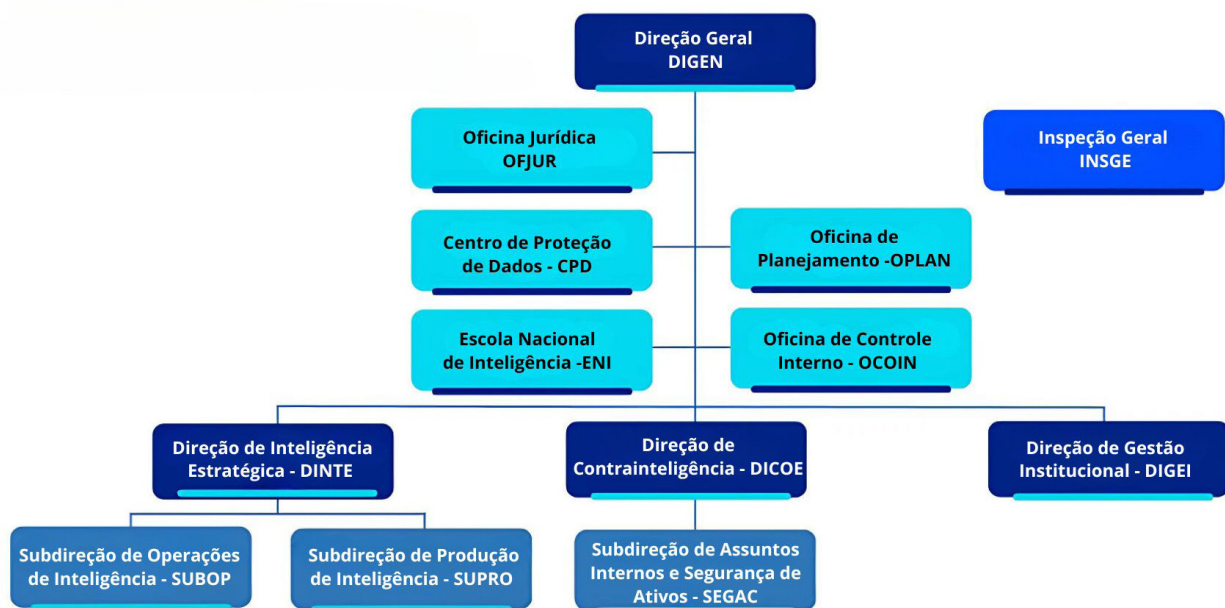 Direção Geral
DIGEN
Oficina Jurídica
OFJUR
Inspeção Geral
INSGE
Centro de Proteção
de Dados - CPD
Oficina de
Planejamento -OPLAN
Escola Nacional
de Inteligência -ENI
Oficina de Controle
Interno - OCOIN
Direção de Inteligência
Estratégica - DINTE
Direção de
Contrainteligência - DICOE
Direção de Gestão
Institucional - DIGEI
Subdireção de Operações
de Inteligência - SUBOP
Subdireção de Produção
de Inteligência - SUPRO
Subdireção de Assuntos
Internos e Segurança de
Ativos - SEGAC